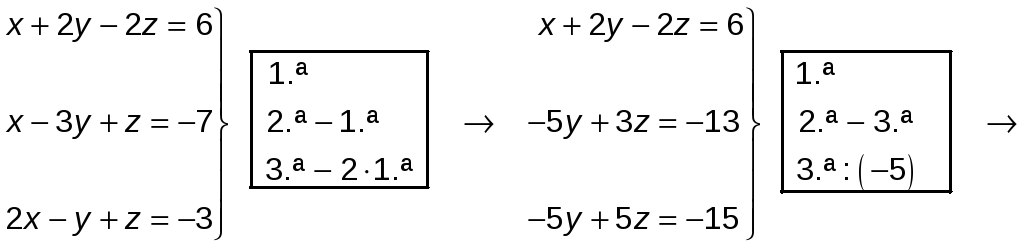 x + 2y − 2z = 6
x − 3y + z = −7
2x − y + z = −3
1.ª
2.ª − 1.ª
3.ª − 2 · 1.ª
→
x + 2y − 2z = 6
−5y + 3z = −13
−5y + 5z = −15
1.ª
2.ª − 3.ª
3.ª : (−5)
→